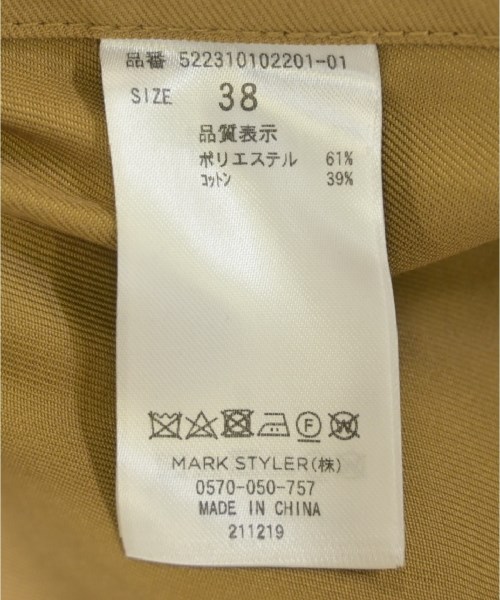 品番 522310102201-01
SIZE 38
品質表示
ポリエステル 61%
コットン 39%
F W
MARK STYLER(株)
0570-050-757
MADE IN CHINA
211219